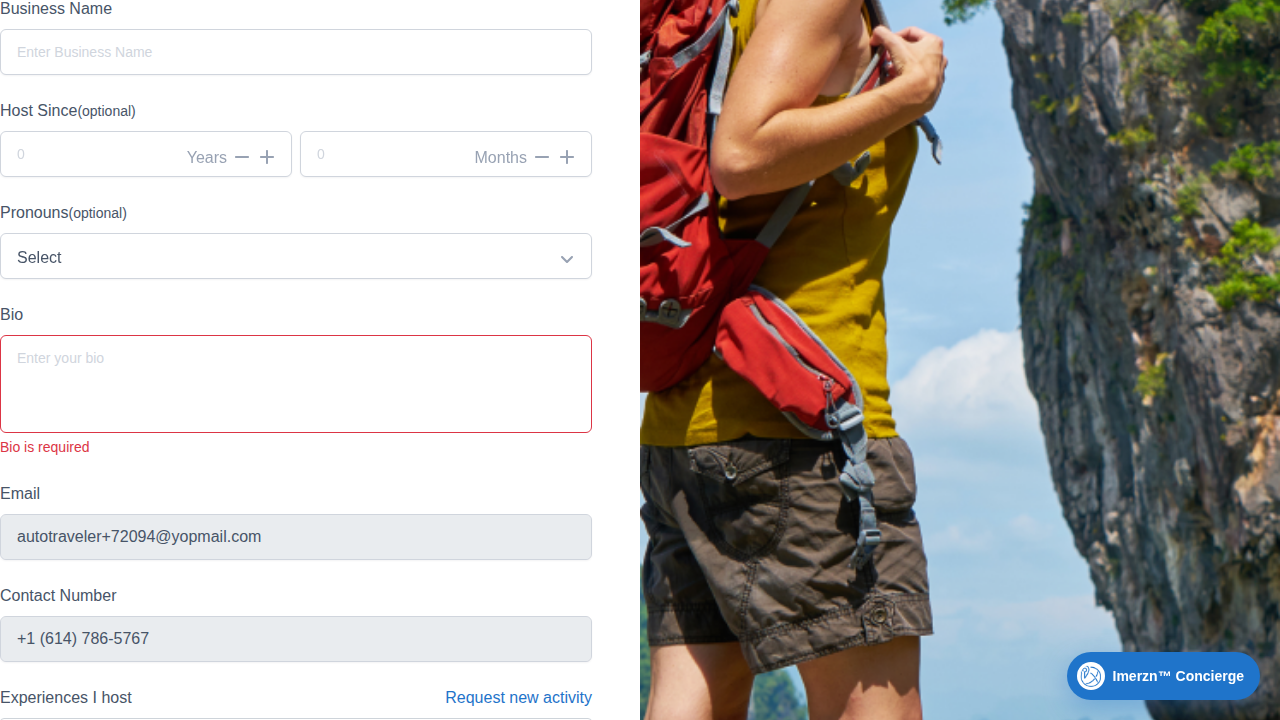 Business Name
Enter Business Name
Host Since(optional)
0 Years 0 Months
Pronouns(optional)
Select
Bio
Enter your bio
Bio is required
Email
autotraveler+72094@yopmail.com
Contact Number
+1 (614) 786-5767
Experiences I host Request new activity
Imerzn™ Concierge